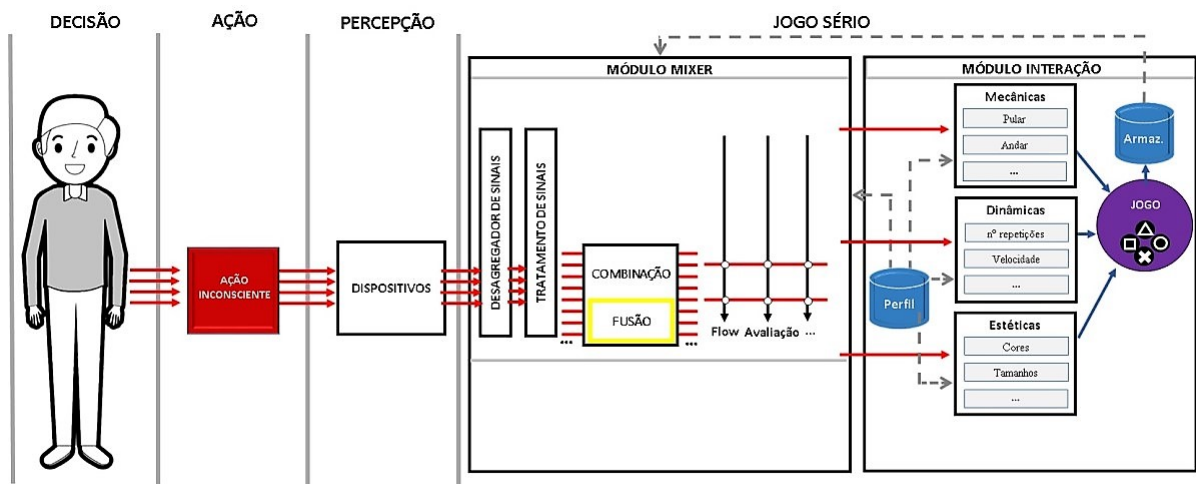 DECISÃO
AÇÃO
PERCEPÇÃO
JOGO SÉRIO
AÇÃO
INCONSCIENTE
DISPOSITIVOS
MÓDULO MIXER
DESAGREGADOR DE SINAIS
TRATAMENTO DE SINAIS
...
COMBINAÇÃO
FUSÃO
...
Flow Avaliação ...
MÓDULO INTERAÇÃO
Perfil
Mecânicas
Pular
Andar
...
Dinâmicas
nº repetições
Velocidade
...
Estéticas
Cores
Tamanhos
...
Armaz.
JOGO